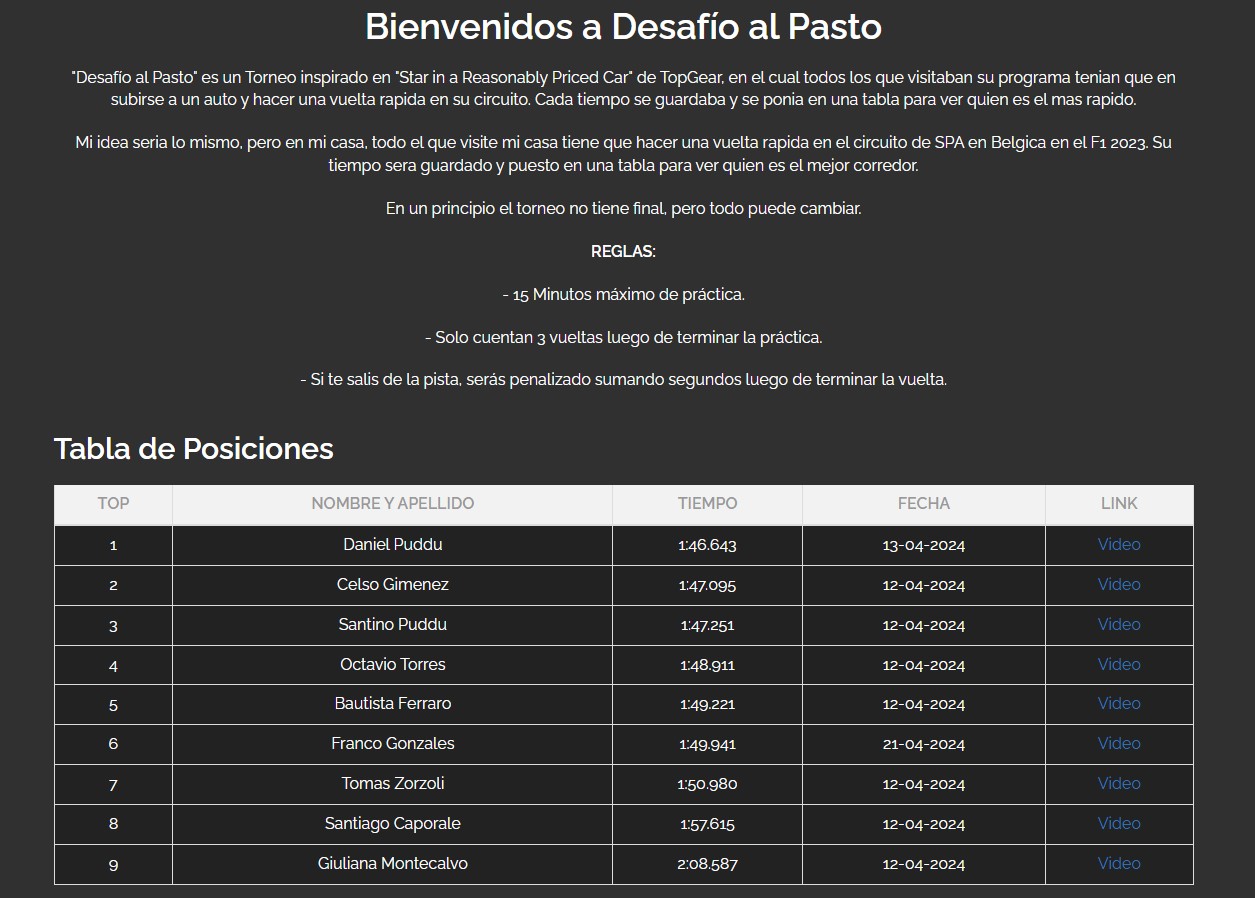 Bienvenidos a Desafío al Pasto
"Desafío al Pasto" es un Torneo inspirado en "Star in a Reasonably Priced Car" de TopGear, en el cual todos los que visitaban su programa tenian que en
subirse a un auto y hacer una vuelta rapida en su circuito. Cada tiempo se guardaba y se ponia en una tabla para ver quien es el mas rapido.
Mi idea seria lo mismo, pero en mi casa, todo el que visite mi casa tiene que hacer una vuelta rapida en el circuito de SPA en Belgica en el F1 2023. Su
tiempo sera guardado y puesto en una tabla para ver quien es el mejor corredor.
En un principio el torneo no tiene final, pero todo puede cambiar.
REGLAS:
- 15 Minutos máximo de práctica.
- Solo cuentan 3 vueltas luego de terminar la práctica.
- Si te salis de la pista, serás penalizado sumando segundos luego de terminar la vuelta.
Tabla de Posiciones
TOP NOMBRE Y APELLIDO TIEMPO FECHA LINK
1 Daniel Puddu 1:46.643 13-04-2024 Video
2 Celso Gimenez 1:47.095 12-04-2024 Video
3 Santino Puddu 1:47.251 12-04-2024 Video
4 Octavio Torres 1:48.911 12-04-2024 Video
5 Bautista Ferraro 1:49.221 12-04-2024 Video
6 Franco Gonzales 1:49.941 21-04-2024 Video
7 Tomas Zorzoli 1:50.980 12-04-2024 Video
8 Santiago Caporale 1:57.615 12-04-2024 Video
9 Giuliana Montecalvo 2:08.587 12-04-2024 Video